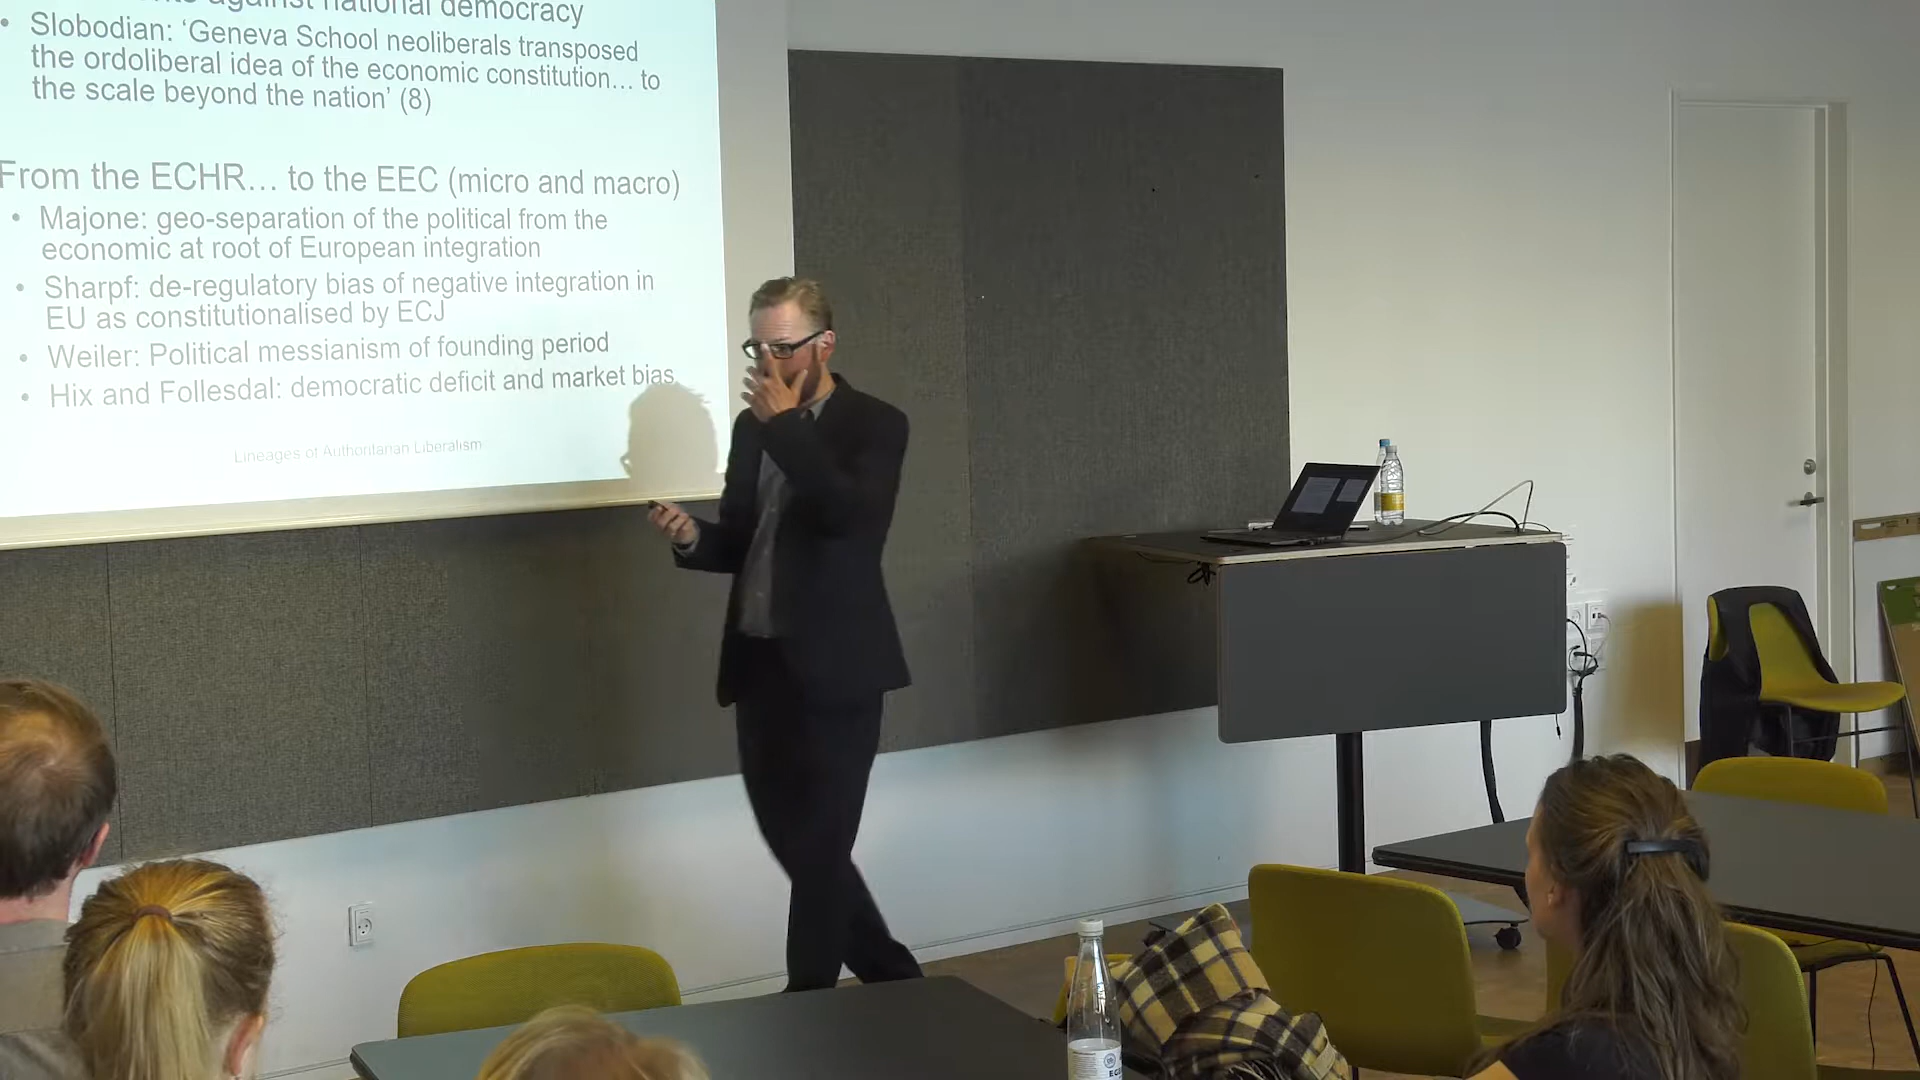 against national democracy
• Slobodian: ‘Geneva School neoliberals transposed
the ordoliberal idea of the economic constitution… to
the scale beyond the nation’ (8)
From the ECHR… to the EEC (micro and macro)
• Majone: geo-separation of the political from the
economic at root of European integration
• Sharpf: de-regulatory bias of negative integration in
EU as constitutionalised by ECJ
• Weiler: Political messianism of founding period
• Hix and Follesdal: democratic deficit and market bias
Lineages of Authoritarian Liberalism